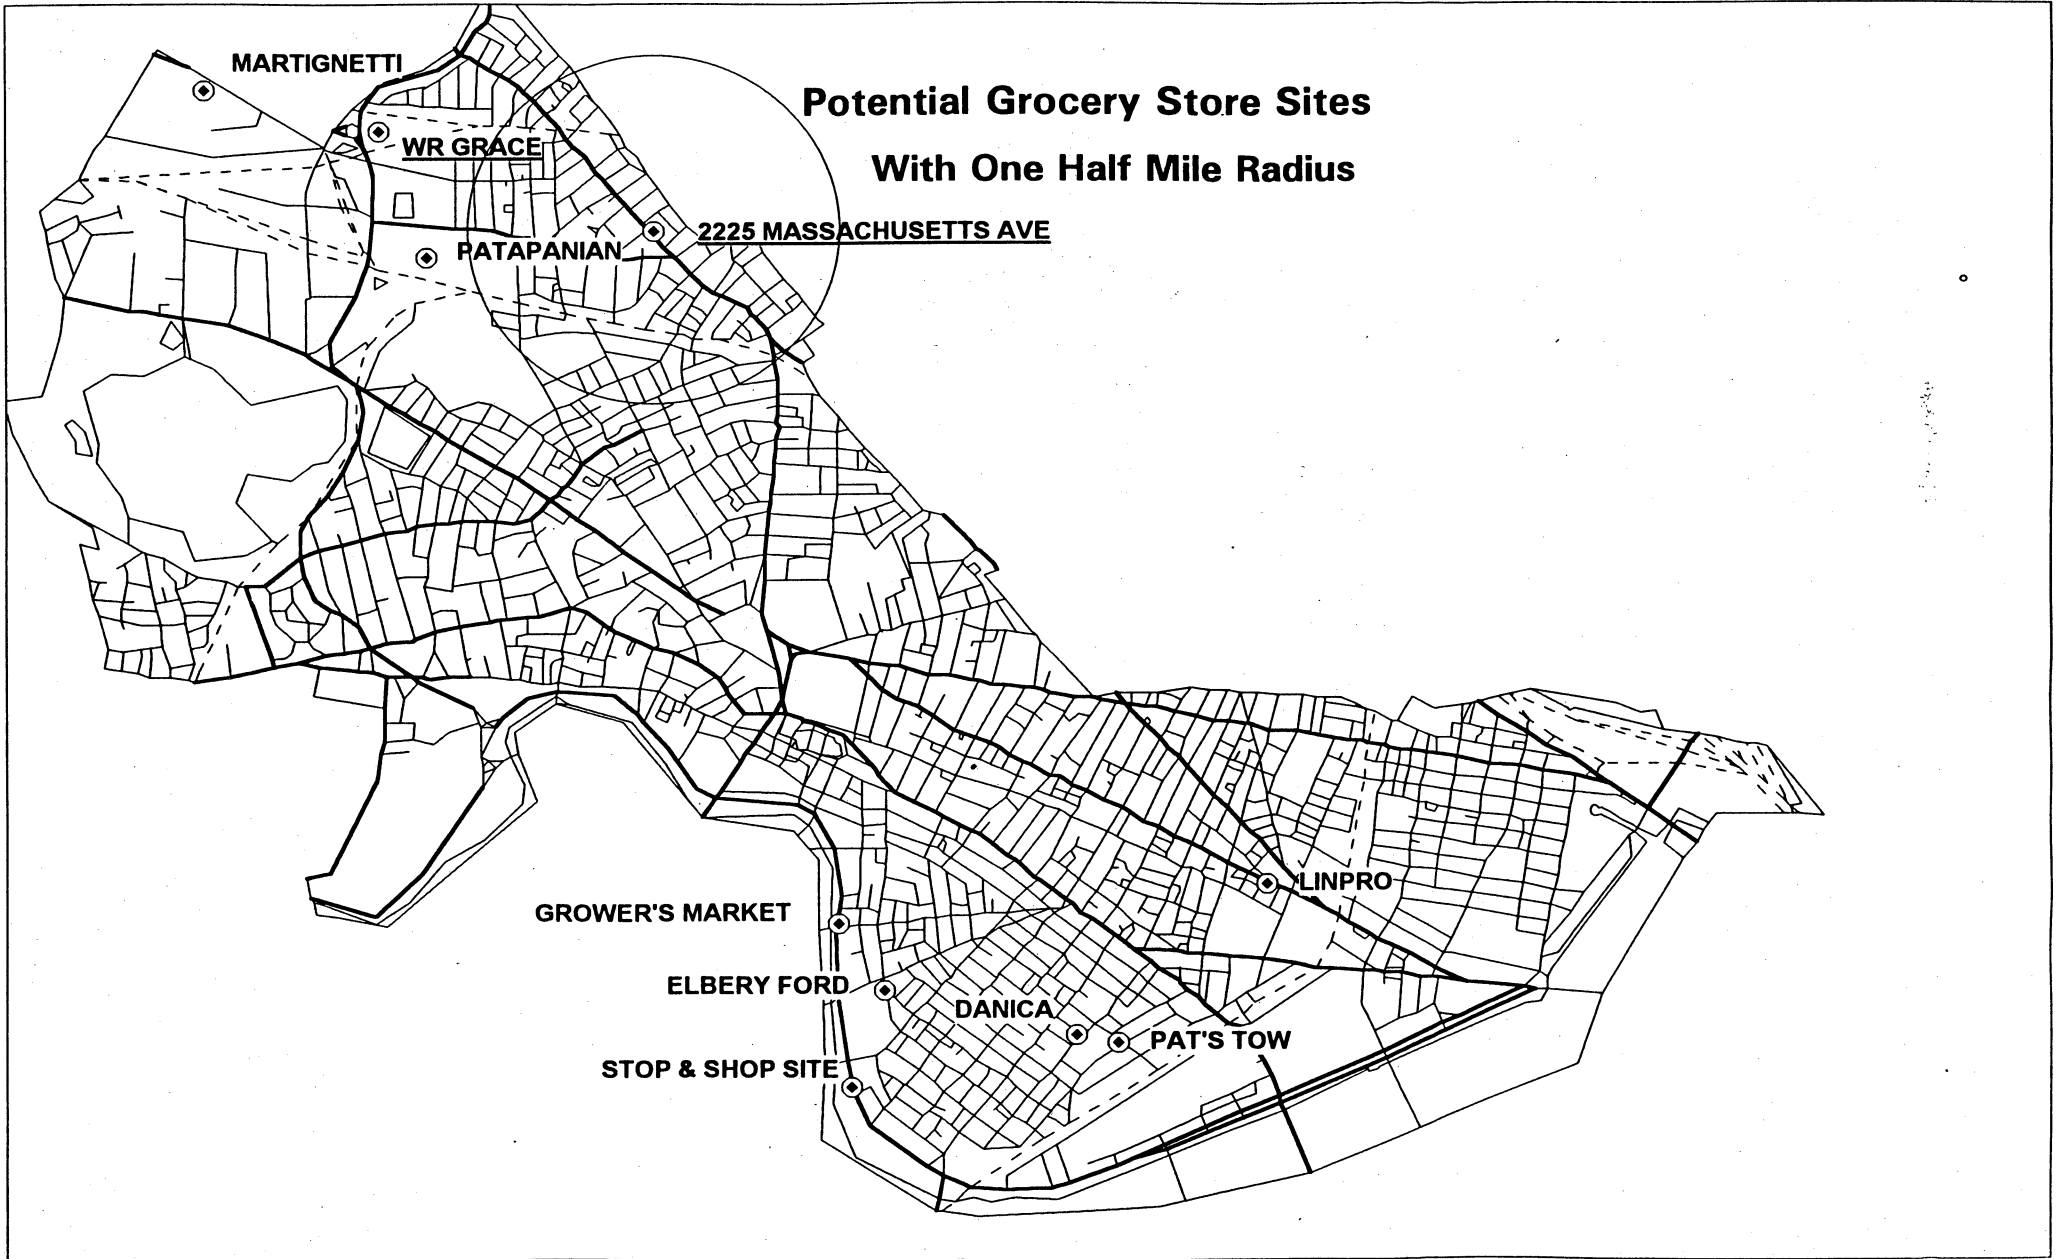 MARTIGNETTI
Potential Grocery Store Sites
WR GRACE
With One Half Mile Radius
2225 MASSACHUSETTS AVE
PATAPANIAN
LINPRO
GROWER'S MARKET
ELBERY FORD
DANICA
PAT'S TOW
STOP & SHOP SITE